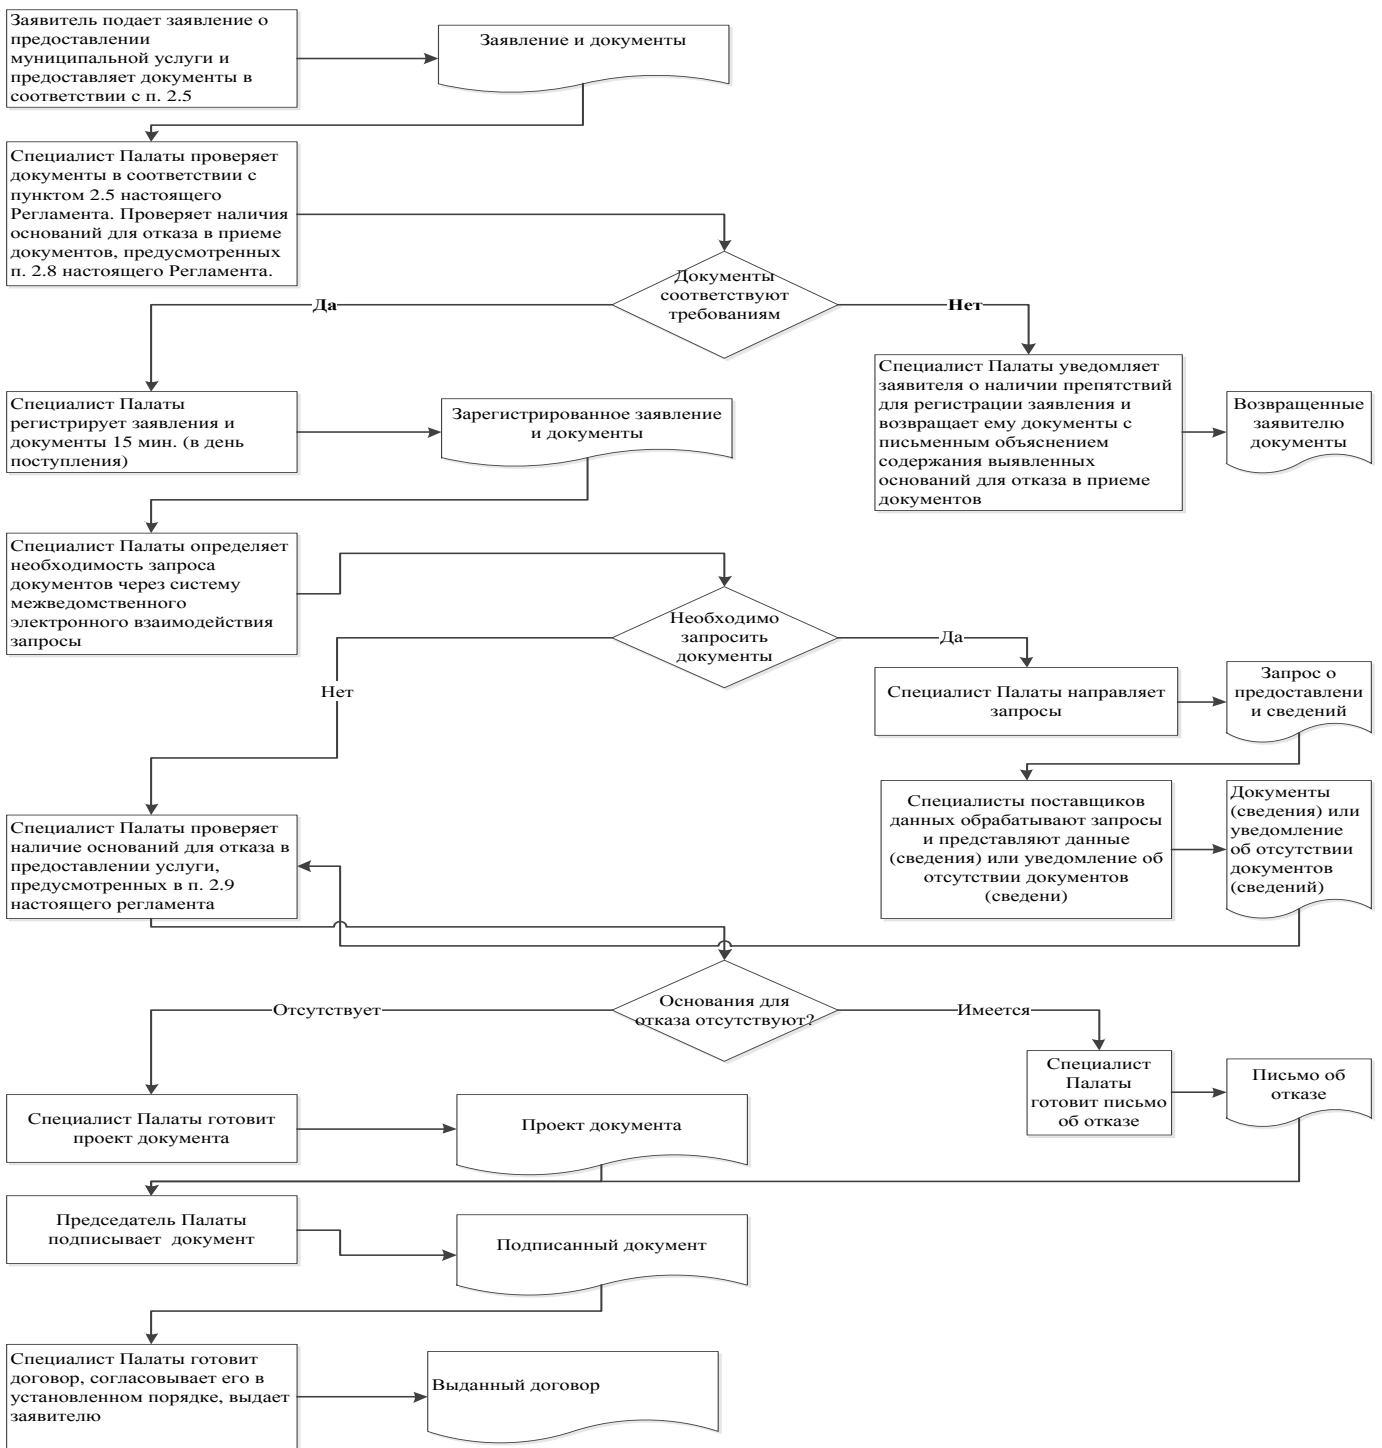 Заявитель подает заявление о
предоставлении
муниципальной услуги и
предоставляет документы в
соответствии с п. 2.5
Заявление и документы
Специалист Палаты проверяет
документы в соответствии с
пунктом 2.5 настоящего
Регламента. Проверяет наличия
оснований для отказа в приеме
документов, предусмотренных
п. 2.8 настоящего Регламента.
Документы
соответствуют
требованиям
Да
Нет
Специалист Палаты
регистрирует заявления и
документы 15 мин. (в день
поступления)
Зарегистрированное заявление
и документы
Специалист Палаты уведомляет
заявителя о наличии препятствий
для регистрации заявления и
возвращает ему документы с
письменным объяснением
содержания выявленных
оснований для отказа в приеме
документов
Возвращенные
заявителю
документы
Специалист Палаты определяет
необходимость запроса
документов через систему
межведомственного
электронного взаимодействия
запросы
Необходимо
запросить
документы
Да
Нет
Специалист Палаты направляет
запросы
Запрос о
предоставлени
и сведений
Специалисты поставщиков
данных обрабатывают запросы
и представляют данные
(сведения) или уведомление об
отсутствии документов
(сведени)
Документы
(сведения) или
уведомление
об отсутствии
документов
(сведений)
Специалист Палаты проверяет
наличие оснований для отказа в
предоставлении услуги,
предусмотренных в п. 2.9
настоящего регламента
Основания для
отказа отсутствуют?
Отсутствует
Имеется
Специалист
Палаты
готовит письмо
об отказе
Письмо об
отказе
Специалист Палаты готовит
проект документа
Проект документа
Председатель Палаты
подписывает документ
Подписанный документ
Специалист Палаты готовит
договор, согласовывает его в
установленном порядке, выдает
заявителю
Выданный договор